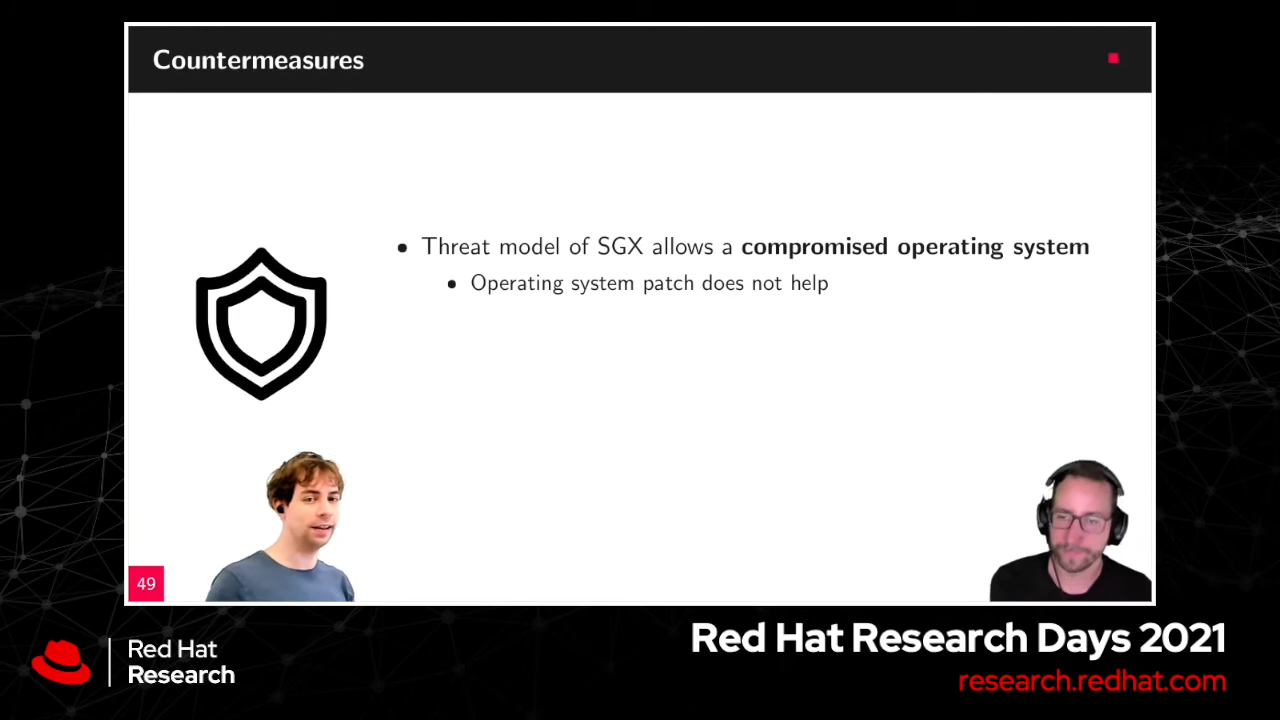 Countermeasures
• Threat model of SGX allows a compromised operating system
• Operating system patch does not help
49
Red Hat
Research
Red Hat Research Days 2021
research.redhat.com